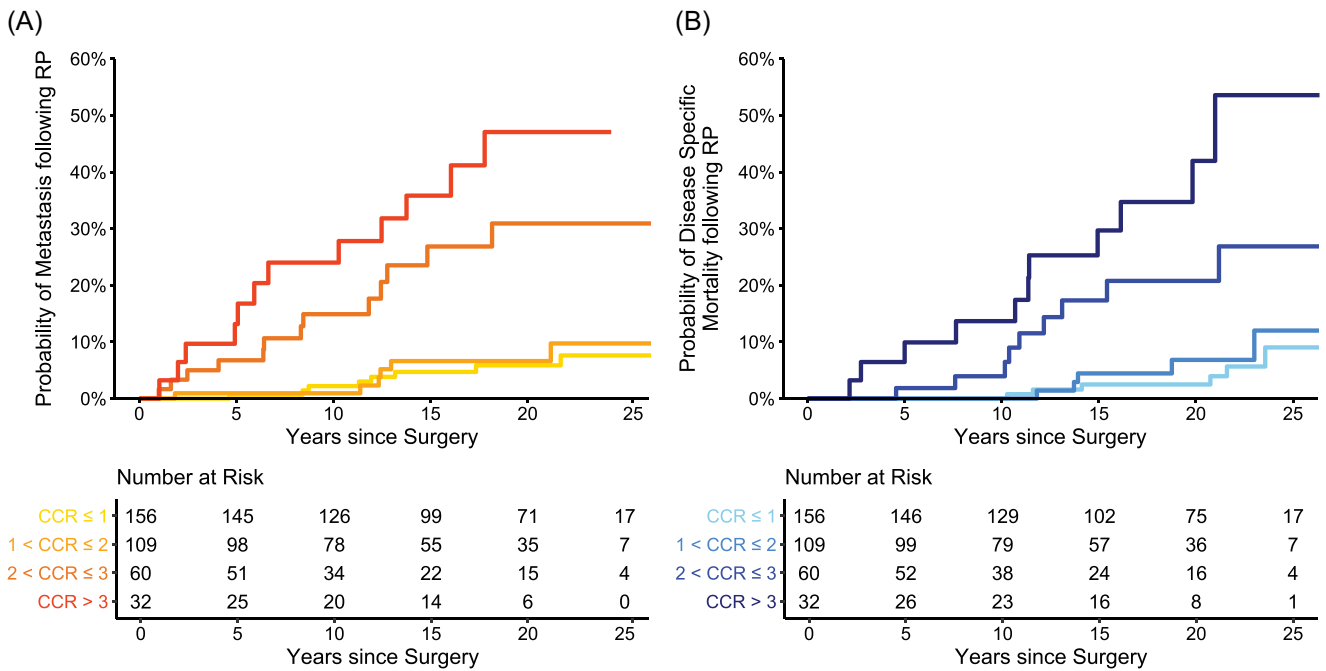 (A)
Probability of Metastasis following RP
60%
50%
40%
30%
20%
10%
0%
0 5 10 15 20 25
Years since Surgery
Number at Risk
CCR ≤ 1 156 145 126 99 71 17
1 < CCR ≤ 2 109 98 78 55 35 7
2 < CCR ≤ 3 60 51 34 22 15 4
CCR > 3 32 25 20 14 6 0
0 5 10 15 20 25
Years since Surgery
(B)
Probability of Disease Specific
Mortality following RP
60%
50%
40%
30%
20%
10%
0%
0 5 10 15 20 25
Years since Surgery
Number at Risk
CCR ≤ 1 156 146 129 102 75 17
1 < CCR ≤ 2 109 99 79 57 36 7
2 < CCR ≤ 3 60 52 38 24 16 4
CCR > 3 32 26 23 16 8 1
0 5 10 15 20 25
Years since Surgery